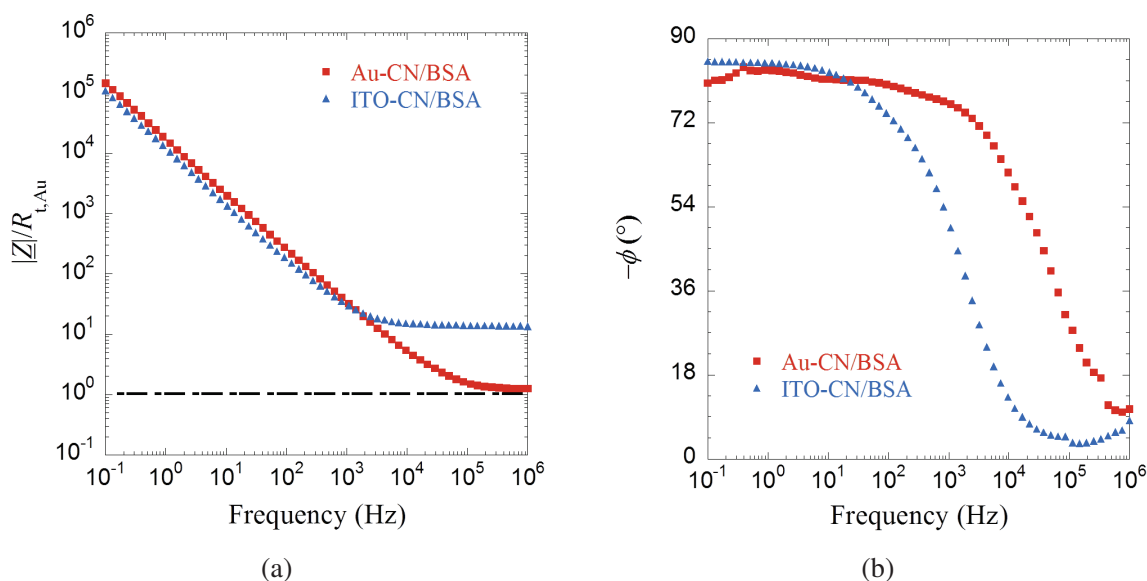 10^6
10^5
10^4
10^3
10^2
10^1
10^0
10^-1
|Z|/R_t,Au
Au-CN/BSA
ITO-CN/BSA
10^-1 10^0 10^1 10^2 10^3 10^4 10^5 10^6
Frequency (Hz)
(a)
90
72
54
36
18
0
−ϕ (°)
Au-CN/BSA
ITO-CN/BSA
10^-1 10^0 10^1 10^2 10^3 10^4 10^5 10^6
Frequency (Hz)
(b)